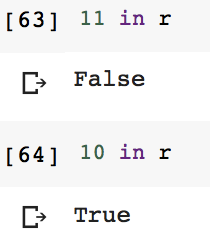 [63] 11 in r
False
[64] 10 in r
True